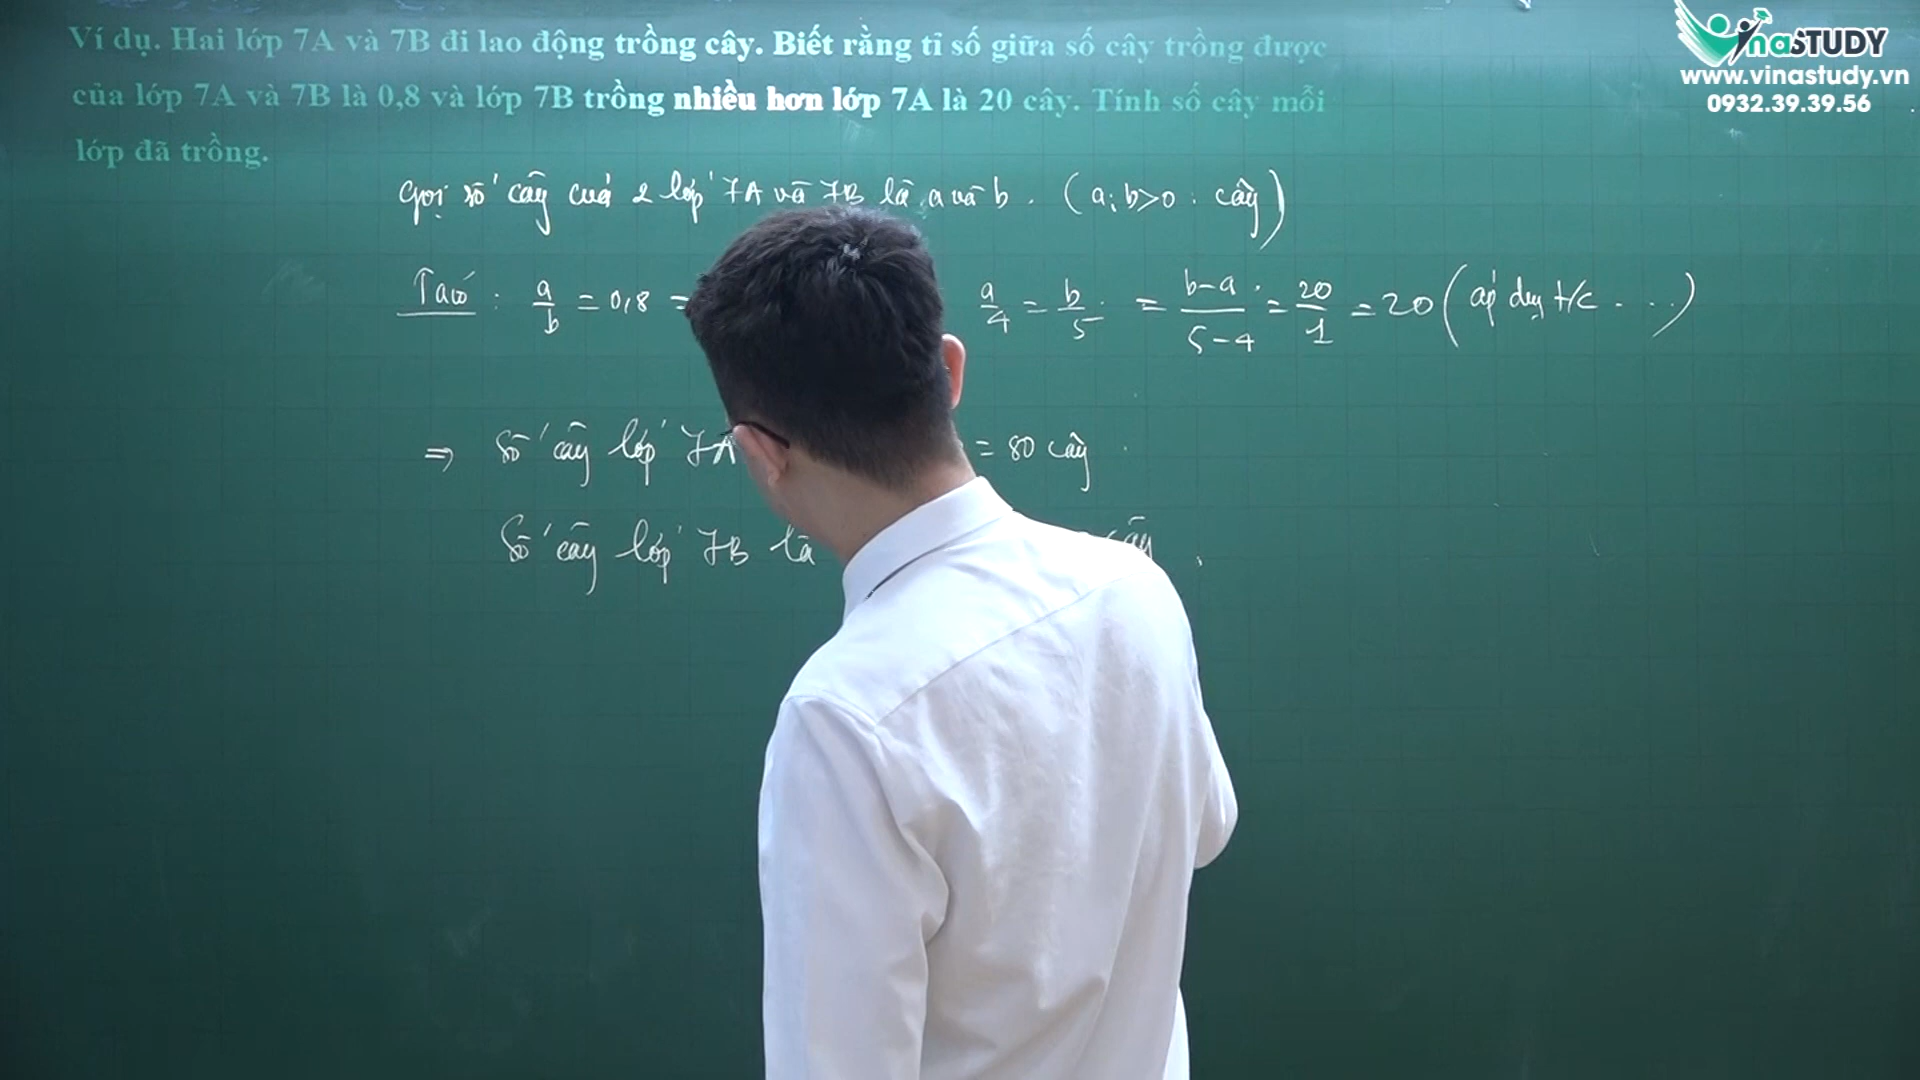 Ví dụ. Hai lớp 7A và 7B đi lao động trồng cây. Biết rằng tỉ số giữa số cây trồng được
của lớp 7A và 7B là 0,8 và lớp 7B trồng nhiều hơn lớp 7A là 20 cây. Tính số cây mỗi
lớp đã trồng.
VinaSTUDY
www.vinastudy.vn
0932.39.39.56
Gọi số cây của 2 lớp 7A và 7B là a và b. (a; b>0 : cây)
Ta có: a/b = 0,8 = a/4 = b/5 = b-a/5-4 = 20/1 = 20 (áp dụng t/c ...)
⇒ Số cây lớp 7A = 80 cây.
Số cây lớp 7B là cây.